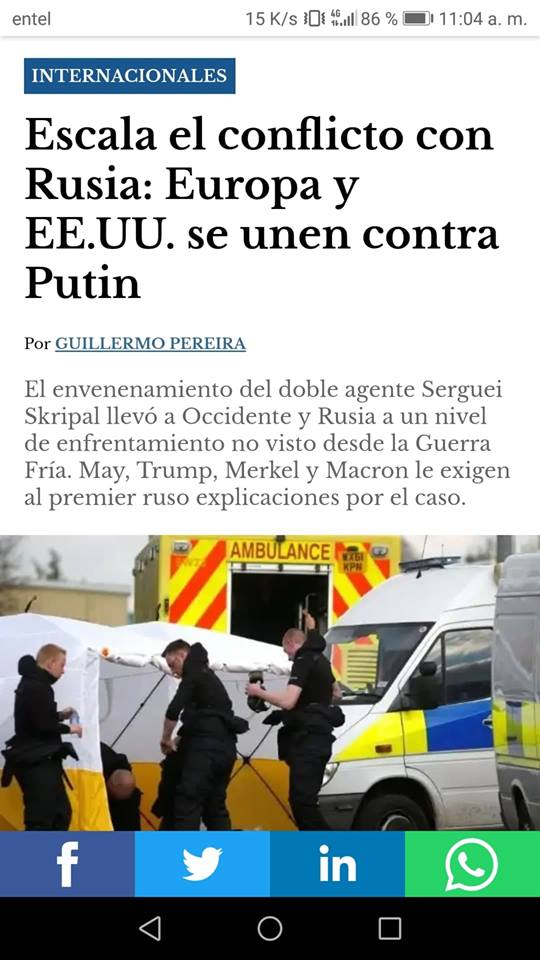 entel 15 K/s 4G 86 % 11:04 a. m.
INTERNACIONALES
Escala el conflicto con
Rusia: Europa y
EE.UU. se unen contra
Putin
Por GUILLERMO PEREIRA
El envenenamiento del doble agente Serguei
Skripal llevó a Occidente y Rusia a un nivel
de enfrentamiento no visto desde la Guerra
Fría. May, Trump, Merkel y Macron le exigen
al premier ruso explicaciones por el caso.
AMBULANCE
KPN
f in